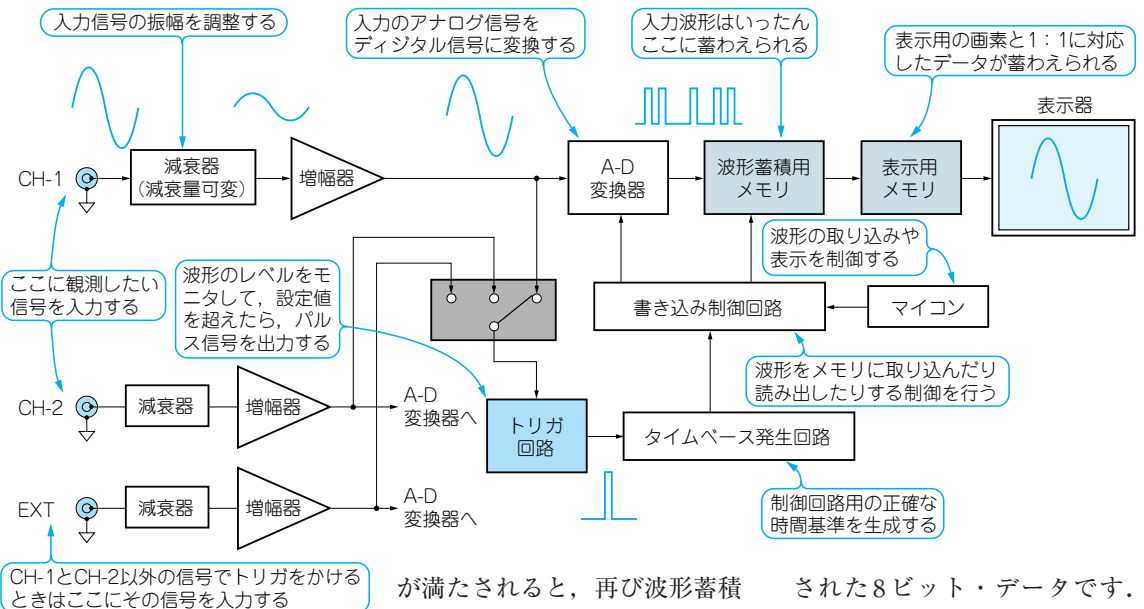 入力信号の振幅を調整する
入力のアナログ信号を
ディジタル信号に変換する
入力波形はいったん
ここに蓄わえられる
表示用の画素と1：1に対応
したデータが蓄わえられる
表示器
CH-1
減衰器
(減衰量可変)
増幅器
A-D
変換器
波形蓄積用
メモリ
表示用
メモリ
ここに観測したい
信号を入力する
波形のレベルをモ
ニタして，設定値
を超えたら，パル
ス信号を出力する
波形の取り込みや
表示を制御する
書き込み制御回路
マイコン
波形をメモリに取り込んだり
読み出したりする制御を行う
CH-2
減衰器
増幅器
A-D
変換器へ
トリガ
回路
タイムベース発生回路
EXT
減衰器
増幅器
A-D
変換器へ
制御回路用の正確な
時間基準を生成する
CH-1とCH-2以外の信号でトリガをかける
ときはここにその信号を入力する
が満たされると，再び波形蓄積
された8ビット・データです．